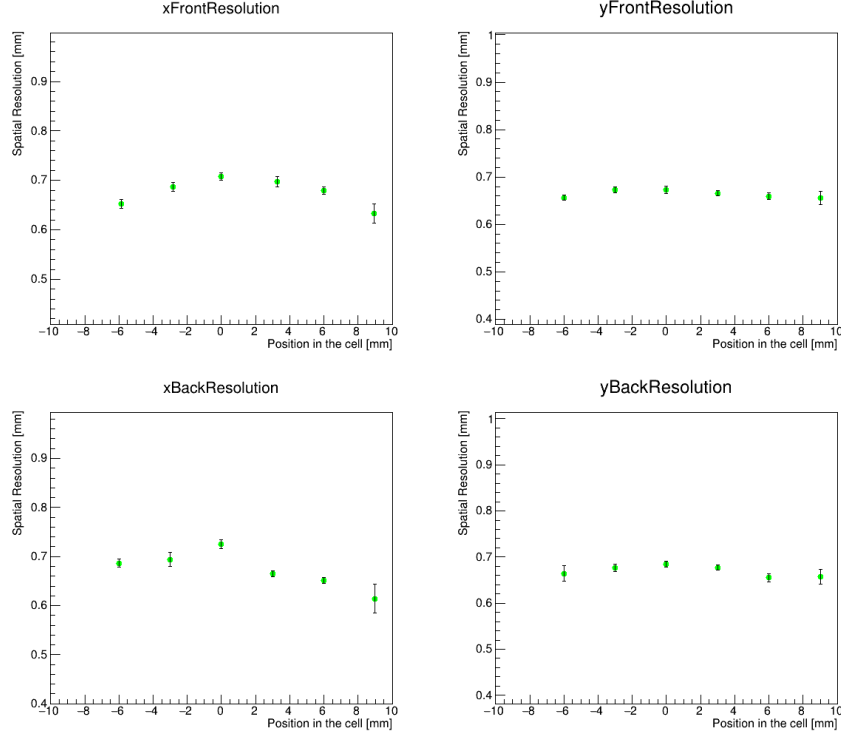 xFrontResolution
Spatial Resolution [mm]
0.9
0.8
0.7
0.6
0.5
−10 −8 −6 −4 −2 0 2 4 6 8 10
Position in the cell [mm]
yFrontResolution
Spatial Resolution [mm]
1
0.9
0.8
0.7
0.6
0.5
0.4
−10 −8 −6 −4 −2 0 2 4 6 8 10
Position in the cell [mm]
xBackResolution
Spatial Resolution [mm]
0.9
0.8
0.7
0.6
0.5
0.4
−10 −8 −6 −4 −2 0 2 4 6 8 10
Position in the cell [mm]
yBackResolution
Spatial Resolution [mm]
1
0.9
0.8
0.7
0.6
0.5
0.4
−10 −8 −6 −4 −2 0 2 4 6 8 10
Position in the cell [mm]